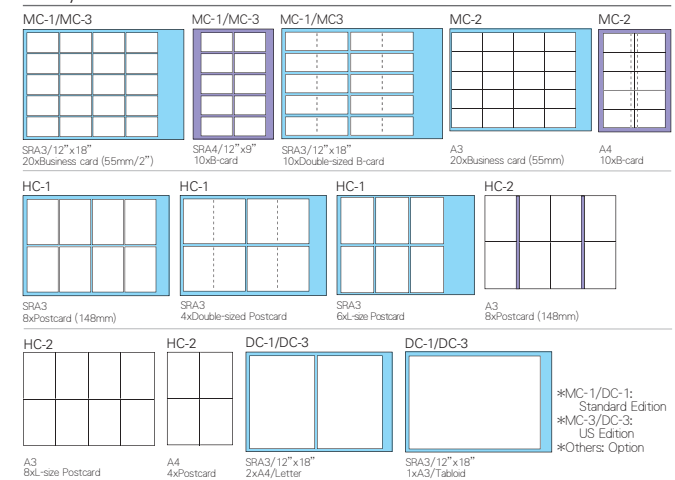 MC-1/MC-3
SRA3/12"x18"
20xBusiness card (55mm/2")
MC-1/MC-3
SRA4/12"x9"
10xB-card
MC-1/MC3
SRA3/12"x18"
10xDouble-sized B-card
MC-2
A3
20xBusiness card (55mm)
MC-2
A4
10xB-card
HC-1
SRA3
8xPostcard (148mm)
HC-1
SRA3
4xDouble-sized Postcard
HC-1
SRA3
6xL-size Postcard
HC-2
A3
8xPostcard (148mm)
HC-2
A3
8xL-size Postcard
HC-2
A4
4xPostcard
DC-1/DC-3
SRA3/12"x18"
2xA4/Letter
DC-1/DC-3
SRA3/12"x18"
1xA3/Tabloid
*MC-1/DC-1:
Standard Edition
*MC-3/DC-3:
US Edition
*Others: Option